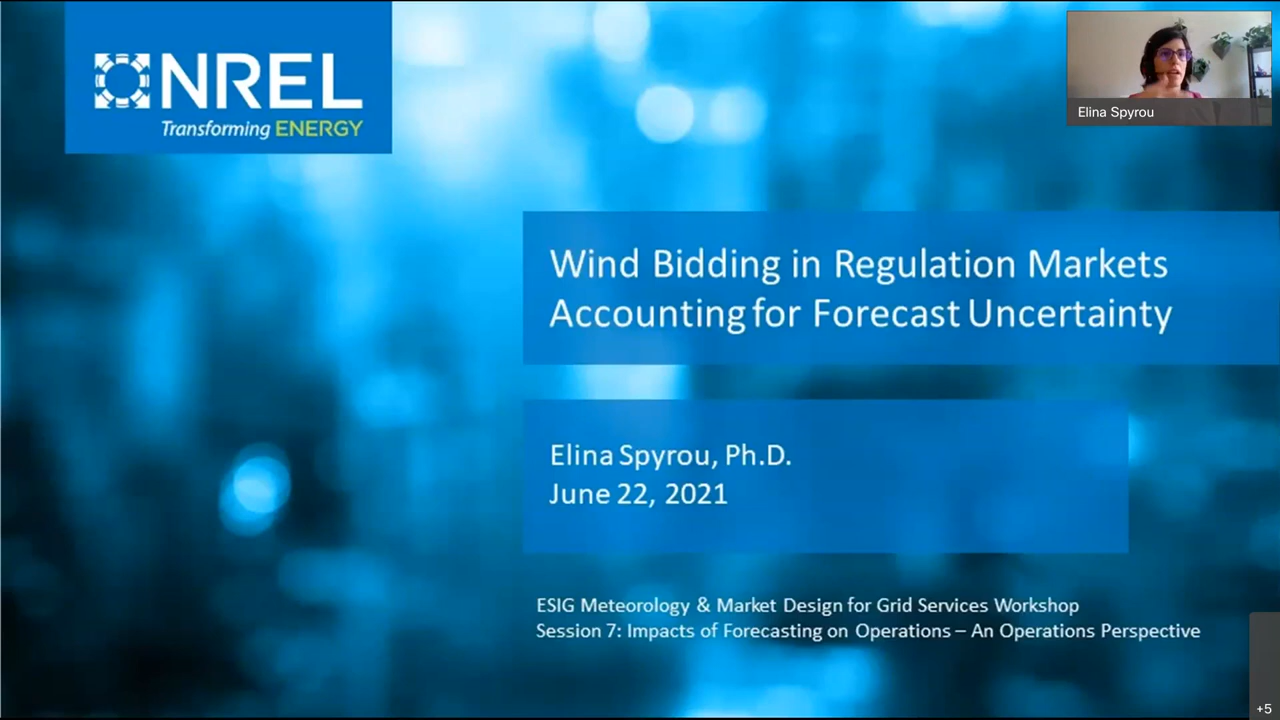 NREL
Transforming ENERGY
Elina Spyrou
Wind Bidding in Regulation Markets
Accounting for Forecast Uncertainty
Elina Spyrou, Ph.D.
June 22, 2021
ESIG Meteorology & Market Design for Grid Services Workshop
Session 7: Impacts of Forecasting on Operations – An Operations Perspective
+5